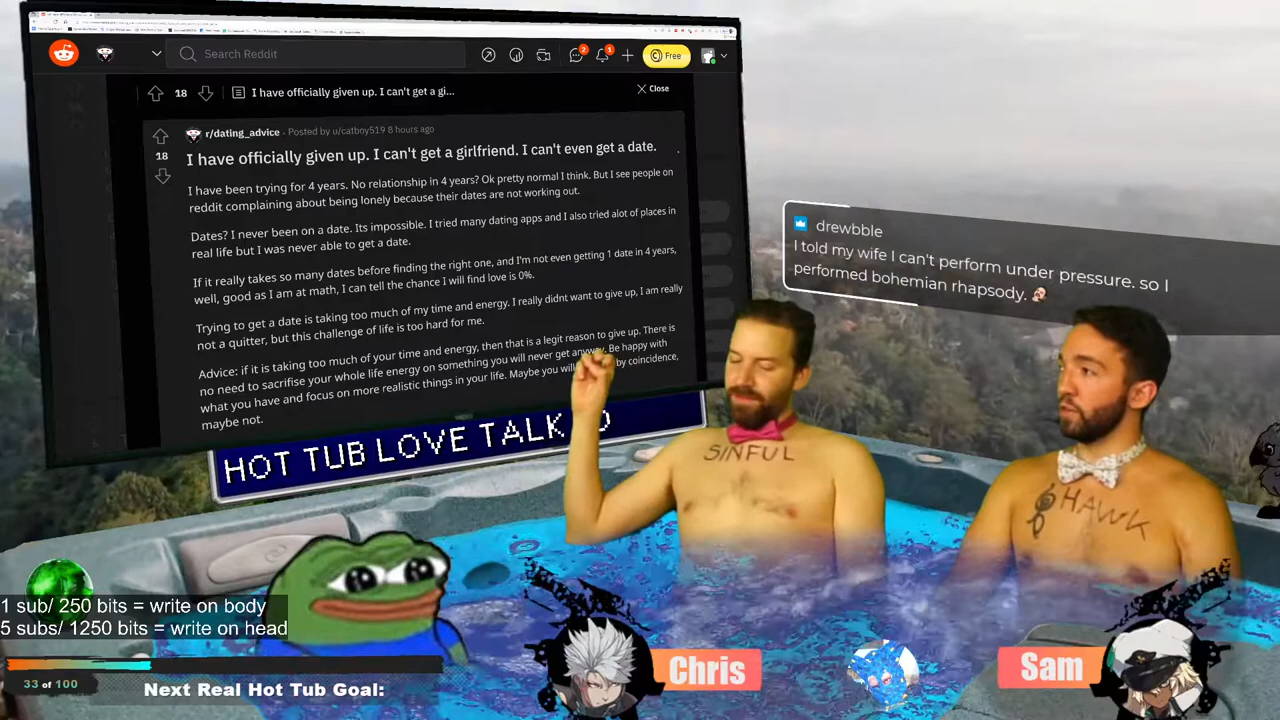 Search Reddit
2
1
Free
18
I have officially given up. I can't get a gi...
Close
r/dating_advice · Posted by u/catboy519 8 hours ago
18
I have officially given up. I can't get a girlfriend. I can't even get a date.
I have been trying for 4 years. No relationship in 4 years? Ok pretty normal I think. But I see people on
reddit complaining about being lonely because their dates are not working out.
Dates? I never been on a date. Its impossible. I tried many dating apps and I also tried alot of places in
real life but I was never able to get a date.
If it really takes so many dates before finding the right one, and I'm not even getting 1 date in 4 years,
well, good as I am at math, I can tell the chance I will find love is 0%.
Trying to get a date is taking too much of my time and energy. I really didnt want to give up, I am really
not a quitter, but this challenge of life is too hard for me.
Advice: if it is taking too much of your time and energy, then that is a legit reason to give up. There is
no need to sacrifise your whole life energy on something you will never get anyway. Be happy with
what you have and focus on more realistic things in your life. Maybe you will by coincidence,
maybe not.
drewbble
I told my wife I can't perform under pressure. so I
performed bohemian rhapsody.
HOT TUB LOVE TALK
SINFUL
HAWK
1 sub/ 250 bits = write on body
5 subs/ 1250 bits = write on head
33 of 100
Next Real Hot Tub Goal:
Chris
Sam